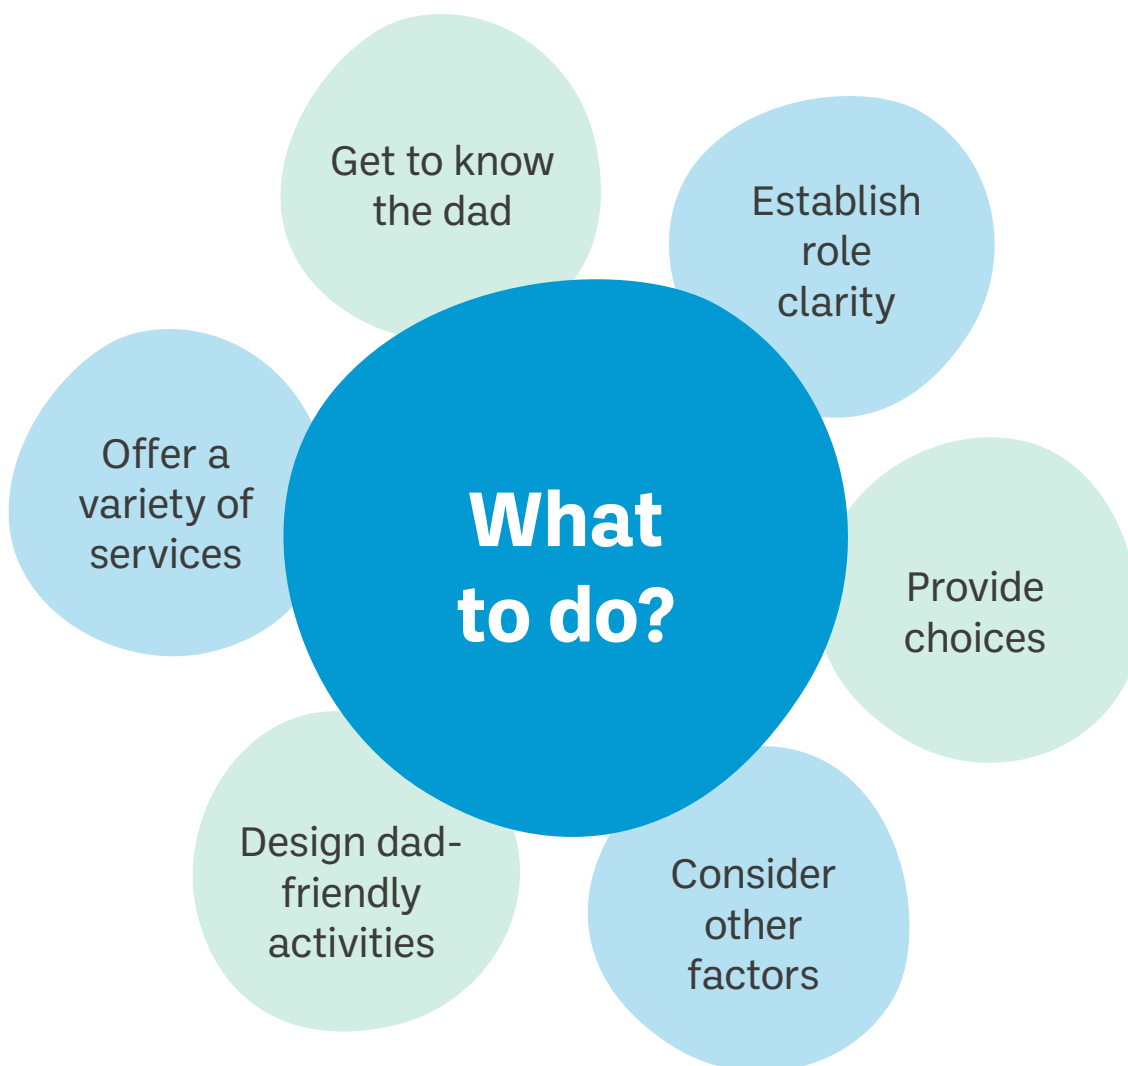 Get to know
the dad
Establish
role
clarity
Provide
choices
Consider
other
factors
Design dad-
friendly
activities
Offer a
variety of
services
What
to do?